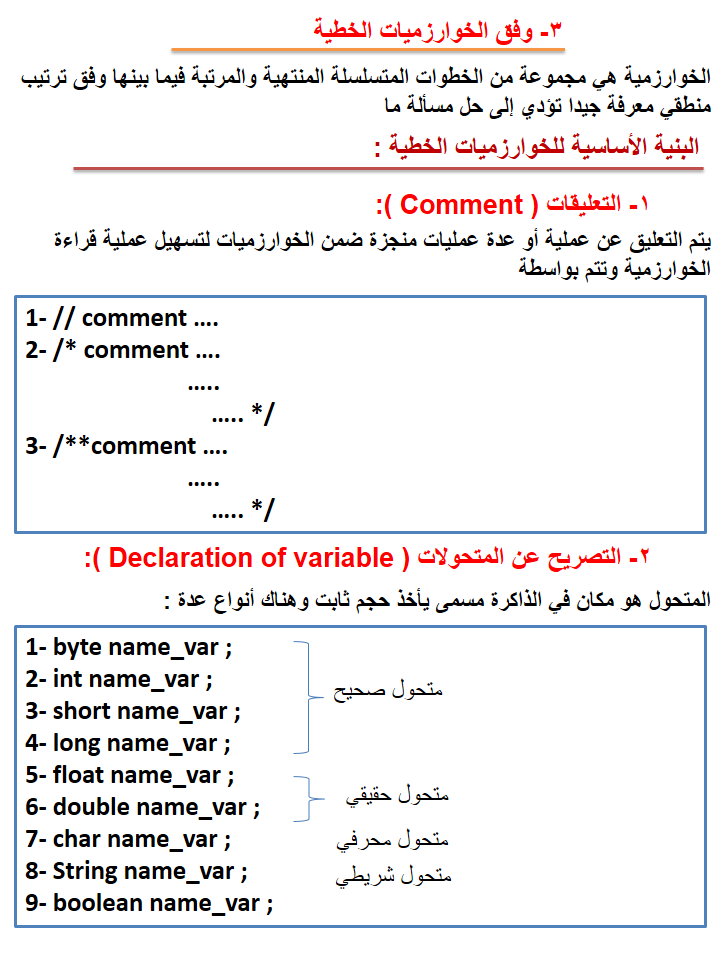 ٣- وفق الخوارزميات الخطية
الخوارزمية هي مجموعة من الخطوات المتسلسلة المنتهية والمرتبة فيما بينها وفق ترتيب
منطقي معرفة جيدا تؤدي إلى حل مسألة ما
البنية الأساسية للخوارزميات الخطية :
١- التعليقات ( Comment ):
يتم التعليق عن عملية أو عدة عمليات منجزة ضمن الخوارزميات لتسهيل عملية قراءة
الخوارزمية وتتم بواسطة
1- // comment ....
2- /* comment ....
.....
..... */
3- /**comment ....
.....
..... */
٢- التصريح عن المتحولات ( Declaration of variable ):
المتحول هو مكان في الذاكرة مسمى يأخذ حجم ثابت وهناك أنواع عدة :
1- byte name_var ;
2- int name_var ;
متحول صحيح
3- short name_var ;
4- long name_var ;
5- float name_var ;
متحول حقيقي
6- double name_var ;
7- char name_var ; متحول محرفي
8- String name_var ; متحول شريطي
9- boolean name_var ;